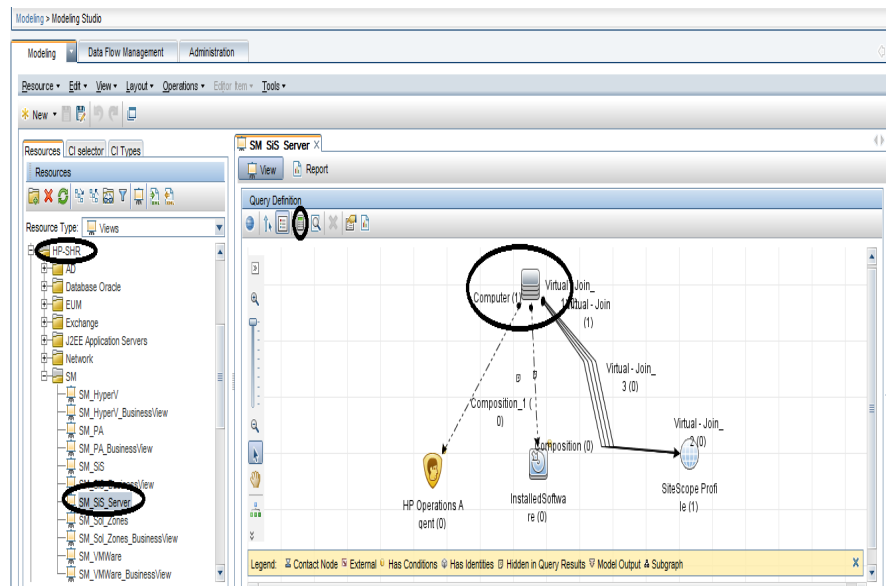 Modeling > Modeling Studio
Modeling Data Flow Management Administration
Resource Edit View Layout Operations Editor Item Tools
New
Resources CI selector CI Types
Resources
Resource Type: Views
HP-SHR
AD
Database Oracle
EUM
Exchange
J2EE Application Servers
Network
SM
SM_HyperV
SM_HyperV_BusinessView
SM_PA
SM_PA_BusinessView
SM_SiS
SM_SiS_BusinessView
SM_SiS_Server
SM_Sol_Zones
SM_Sol_Zones_BusinessView
SM_VMWare
SM_VMWare_BusinessView
SM SiS Server X
View Report
Query Definition
Computer (1)
Virtual - Join_
Virtual - Join
(1)
Virtual - Join_
3 (0)
Composition_1 (
0)
Composition (0)
Virtual - Join_
2 (0)
HP Operations A
gent (0)
InstalledSoftwa
re (0)
SiteScope Profi
le (1)
Legend: Contact Node External Has Conditions Has Identities Hidden in Query Results Model Output Subgraph X